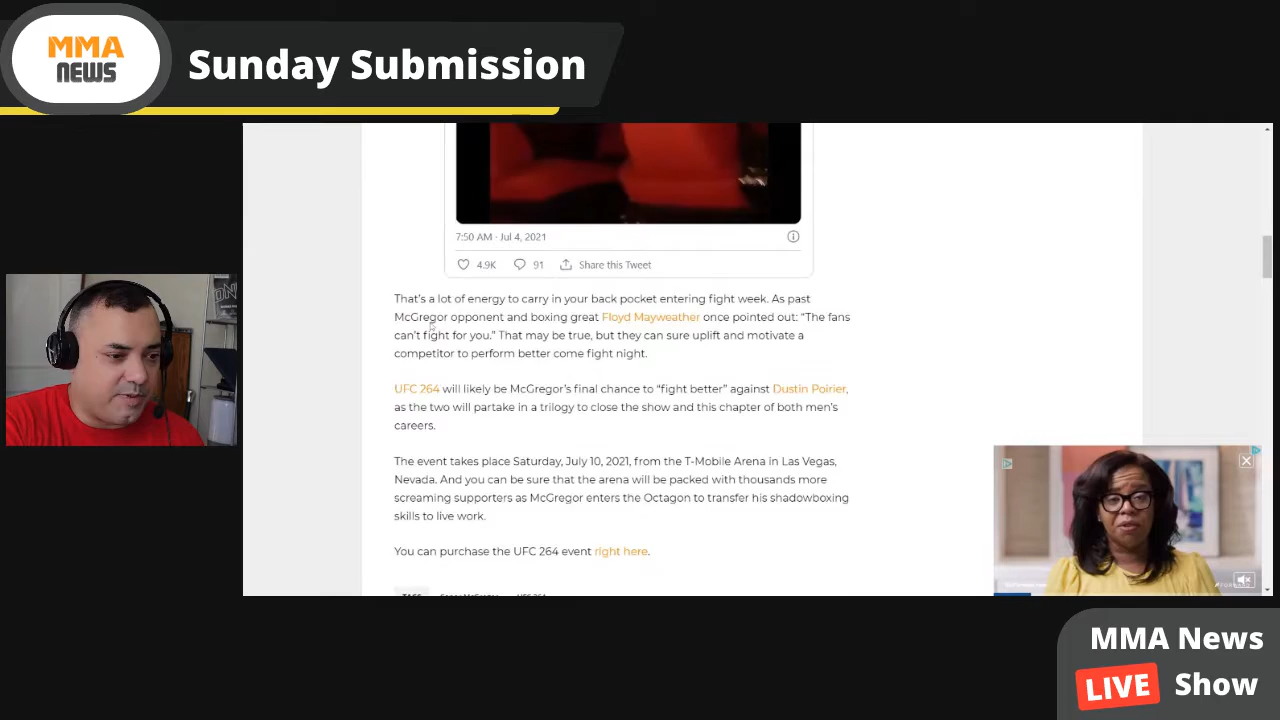 MMA
NEWS
Sunday Submission
7:50 AM · Jul 4, 2021
4.9K 91 Share this Tweet
That's a lot of energy to carry in your back pocket entering fight week. As past
McGregor opponent and boxing great Floyd Mayweather once pointed out: “The fans
can't fight for you.” That may be true, but they can sure uplift and motivate a
competitor to perform better come fight night.
UFC 264 will likely be McGregor's final chance to “fight better” against Dustin Poirier,
as the two will partake in a trilogy to close the show and this chapter of both men's
careers.
The event takes place Saturday, July 10, 2021, from the T-Mobile Arena in Las Vegas,
Nevada. And you can be sure that the arena will be packed with thousands more
screaming supporters as McGregor enters the Octagon to transfer his shadowboxing
skills to live work.
You can purchase the UFC 264 event right here.
TAGS Conor McGregor UFC 264
MMA News
LIVE Show